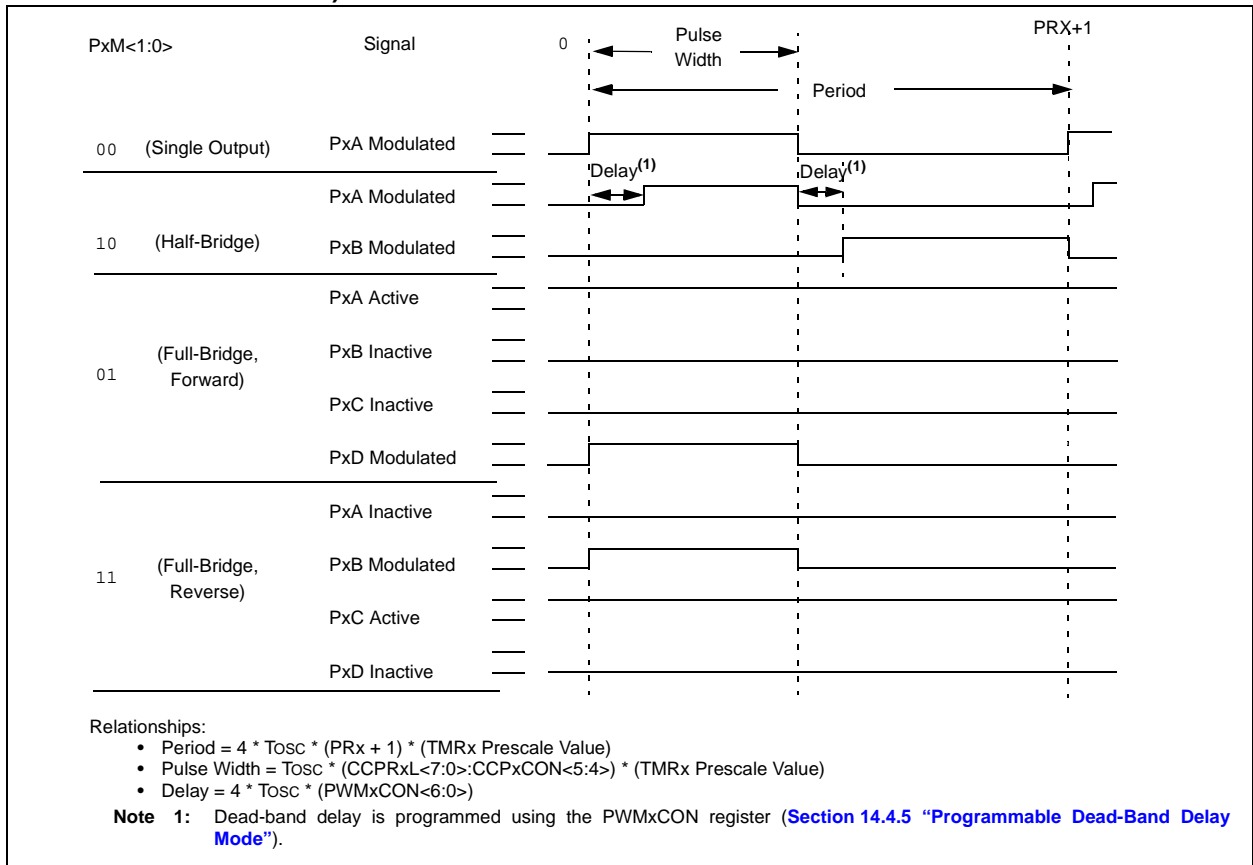 PxM<1:0>
Signal
0
Pulse
Width
PRX+1
Period
00
(Single Output)
PxA Modulated
Delay(1)
Delay(1)
PxA Modulated
10
(Half-Bridge)
PxB Modulated
PxA Active
(Full-Bridge,
Forward)
PxB Inactive
01
PxC Inactive
PxD Modulated
PxA Inactive
11
(Full-Bridge,
Reverse)
PxB Modulated
PxC Active
PxD Inactive
Relationships:
• Period = 4 * TOSC * (PRx + 1) * (TMRx Prescale Value)
• Pulse Width = TOSC * (CCPRxL<7:0>:CCPxCON<5:4>) * (TMRx Prescale Value)
• Delay = 4 * TOSC * (PWMxCON<6:0>)
Note 1: Dead-band delay is programmed using the PWMxCON register (Section 14.4.5 “Programmable Dead-Band Delay
Mode”).